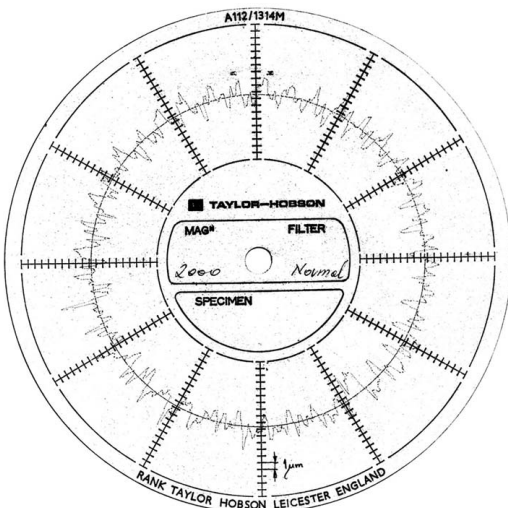 A112/1314M
TAYLOR-HOBSON
MAG* FILTER
2000 Normal
SPECIMEN
1µm
RANK TAYLOR HOBSON LEICESTER ENGLAND